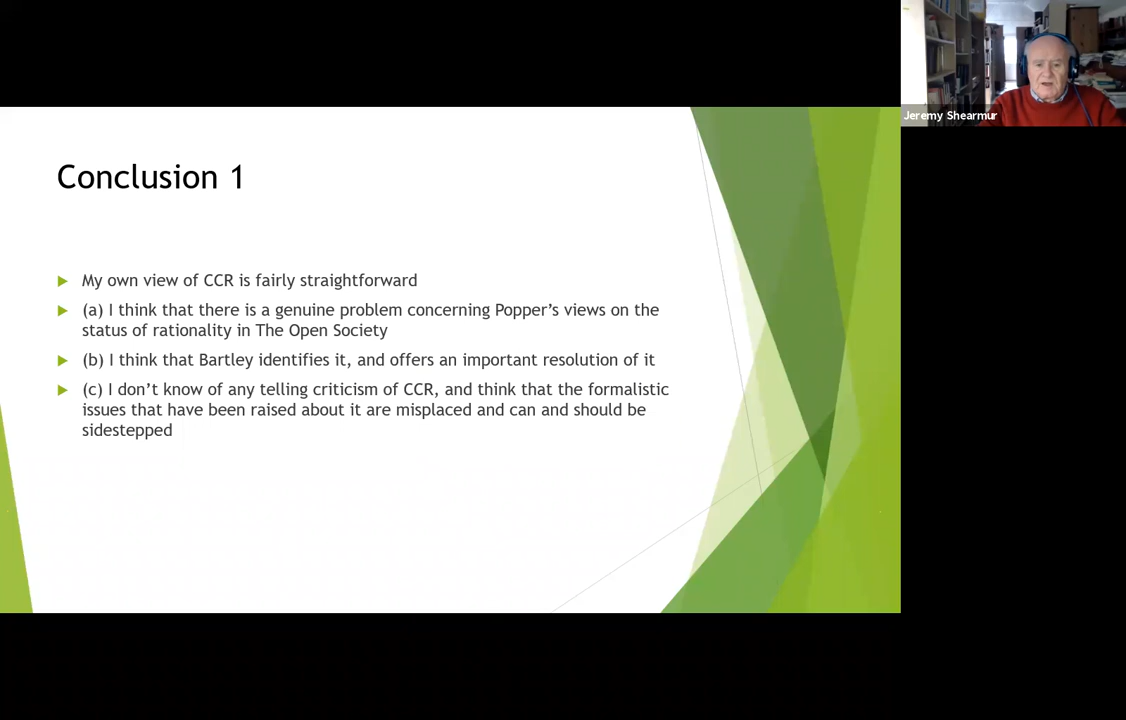 Jeremy Shearmur
Conclusion 1
My own view of CCR is fairly straightforward
(a) I think that there is a genuine problem concerning Popper's views on the
status of rationality in The Open Society
(b) I think that Bartley identifies it, and offers an important resolution of it
(c) I don't know of any telling criticism of CCR, and think that the formalistic
issues that have been raised about it are misplaced and can and should be
sidestepped